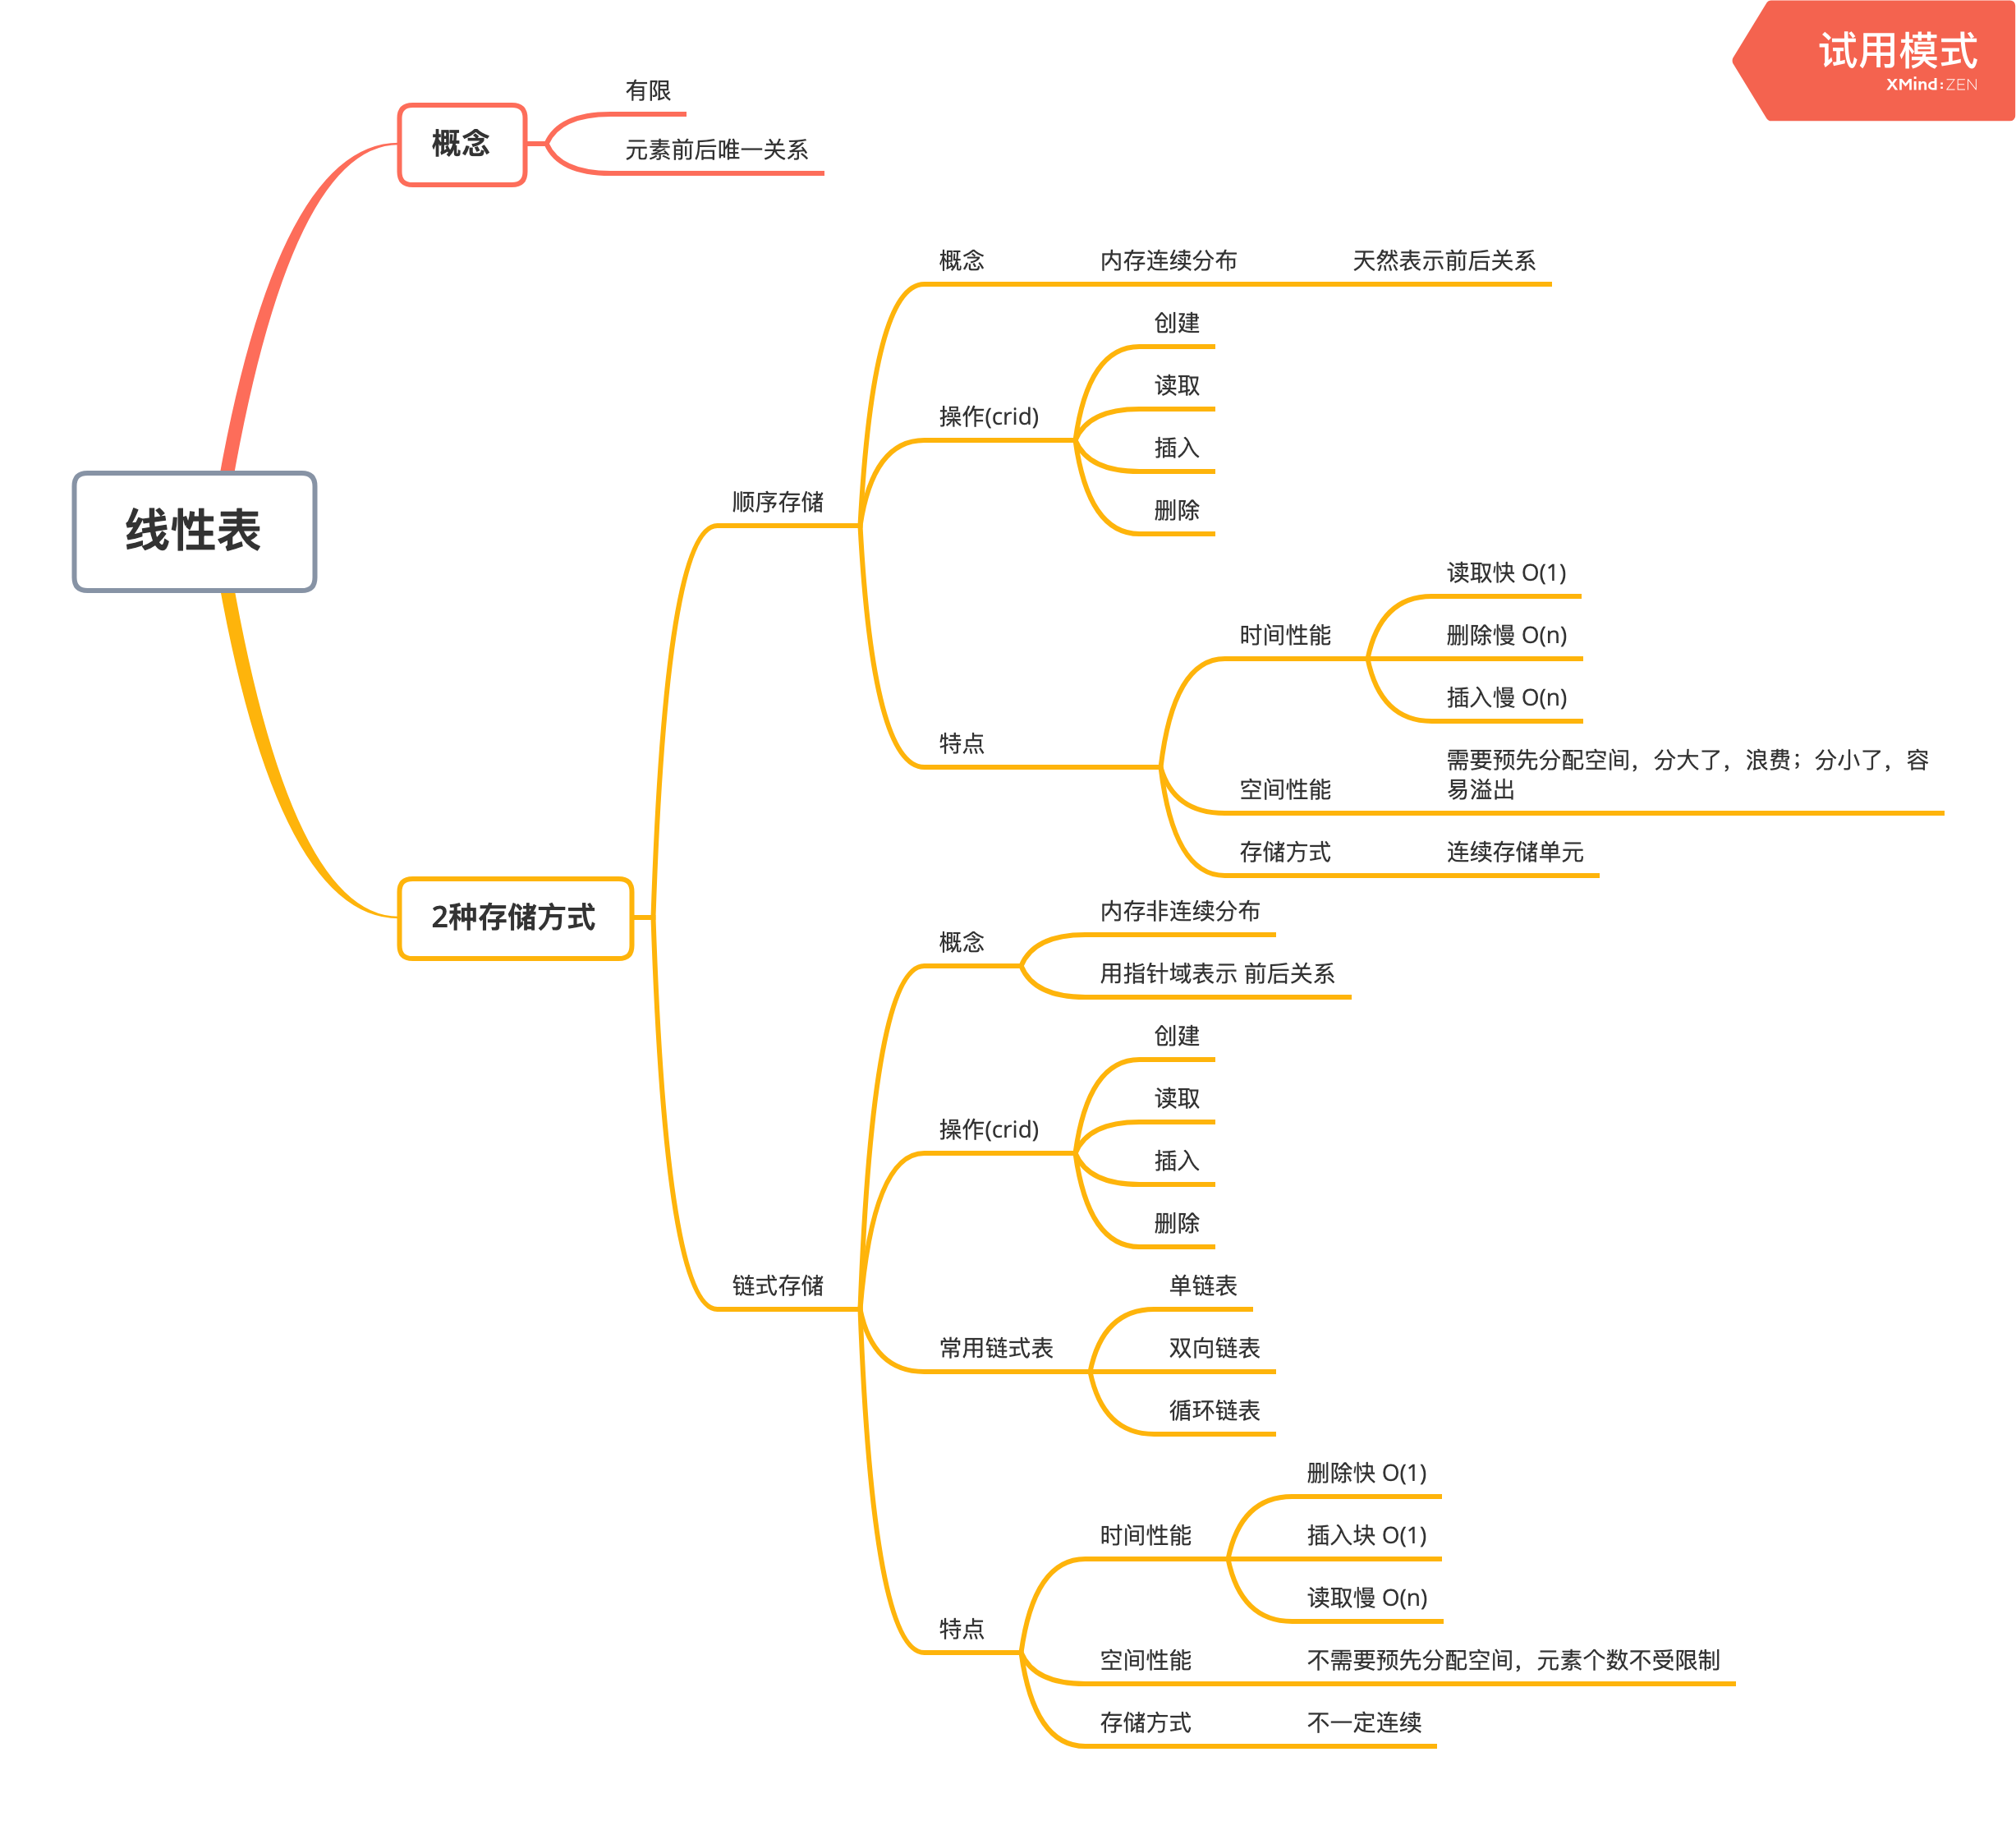 试用模式
XMind:ZEN
线性表
概念
有限
元素前后唯一关系
2种存储方式
顺序存储
概念
内存连续分布
天然表示前后关系
操作(crid)
创建
读取
插入
删除
特点
时间性能
读取快 O(1)
删除慢 O(n)
插入慢 O(n)
空间性能
需要预先分配空间，分大了，浪费；分小了，容
易溢出
存储方式
连续存储单元
链式存储
概念
内存非连续分布
用指针域表示 前后关系
操作(crid)
创建
读取
插入
删除
常用链式表
单链表
双向链表
循环链表
特点
时间性能
删除快 O(1)
插入块 O(1)
读取慢 O(n)
空间性能
不需要预先分配空间，元素个数不受限制
存储方式
不一定连续